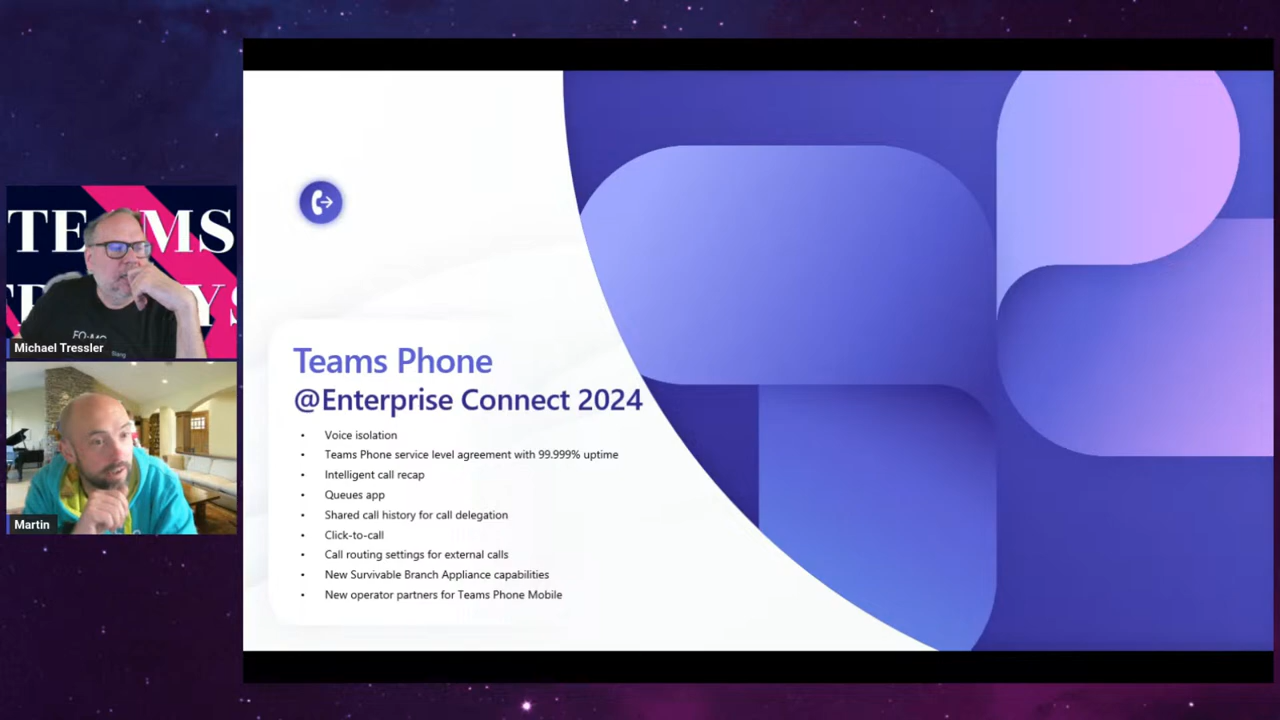 TEAMS
Michael Tressler
Martin
Teams Phone
@Enterprise Connect 2024
• Voice isolation
• Teams Phone service level agreement with 99.999% uptime
• Intelligent call recap
• Queues app
• Shared call history for call delegation
• Click-to-call
• Call routing settings for external calls
• New Survivable Branch Appliance capabilities
• New operator partners for Teams Phone Mobile